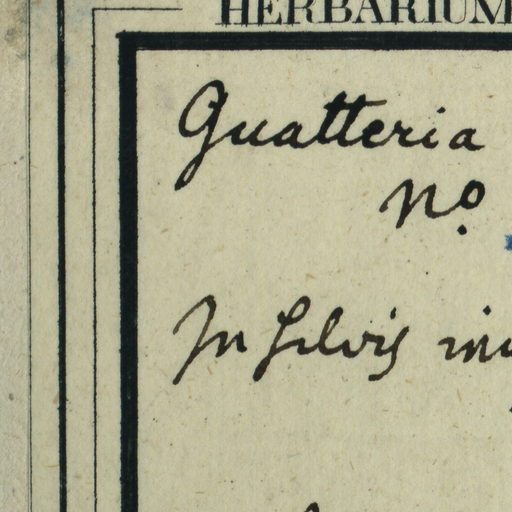 HERBARIUM
Guatteria
No.
In silvis